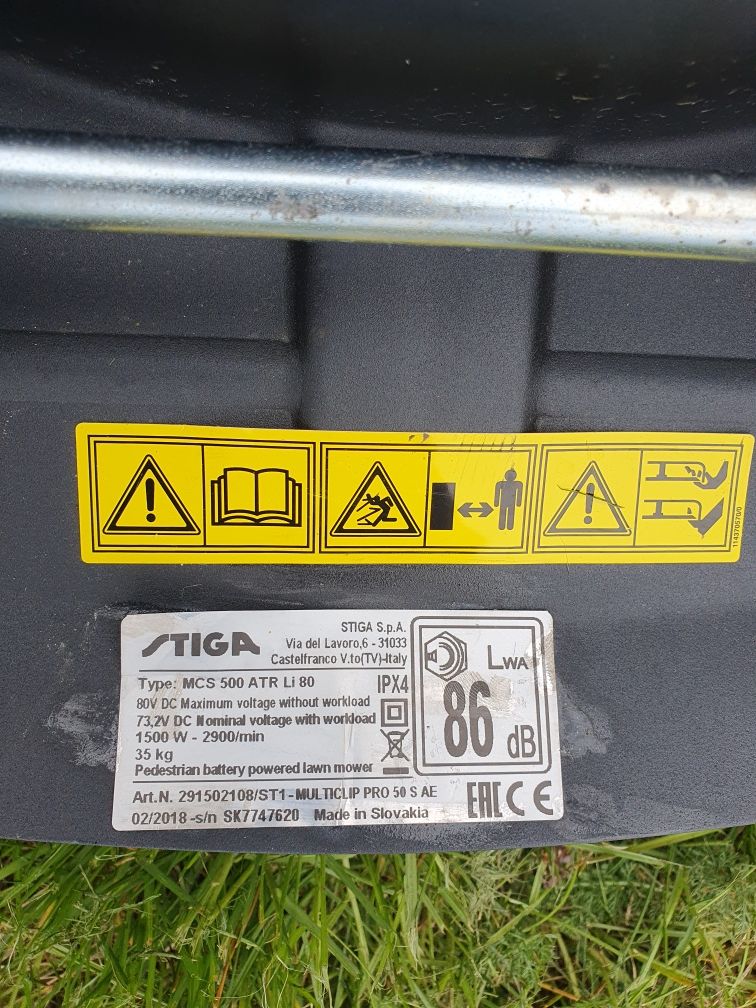 114370570/0
STIGA
STIGA S.p.A.
Via del Lavoro,6 - 31033
Castelfranco V.to(TV)-Italy
Type: MCS 500 ATR Li 80
IPX4
80V DC Maximum voltage without workload
73,2V DC Nominal voltage with workload
1500 W - 2900/min
35 kg
Pedestrian battery powered lawn mower
LWA
86 dB
Art.N. 291502108/ST1 - MULTICLIP PRO 50 S AE
02/2018 -s/n SK7747620 Made in Slovakia
EAC CE